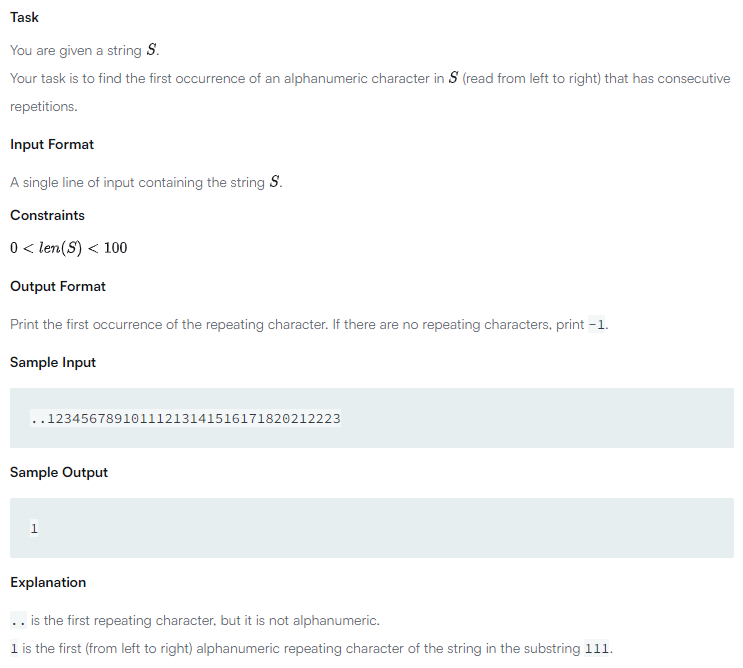 Task
You are given a string S.
Your task is to find the first occurrence of an alphanumeric character in S (read from left to right) that has consecutive
repetitions.
Input Format
A single line of input containing the string S.
Constraints
0 < len(S) < 100
Output Format
Print the first occurrence of the repeating character. If there are no repeating characters, print -1.
Sample Input
..12345678910111213141516171820212223
Sample Output
1
Explanation
.. is the first repeating character, but it is not alphanumeric.
1 is the first (from left to right) alphanumeric repeating character of the string in the substring 111.